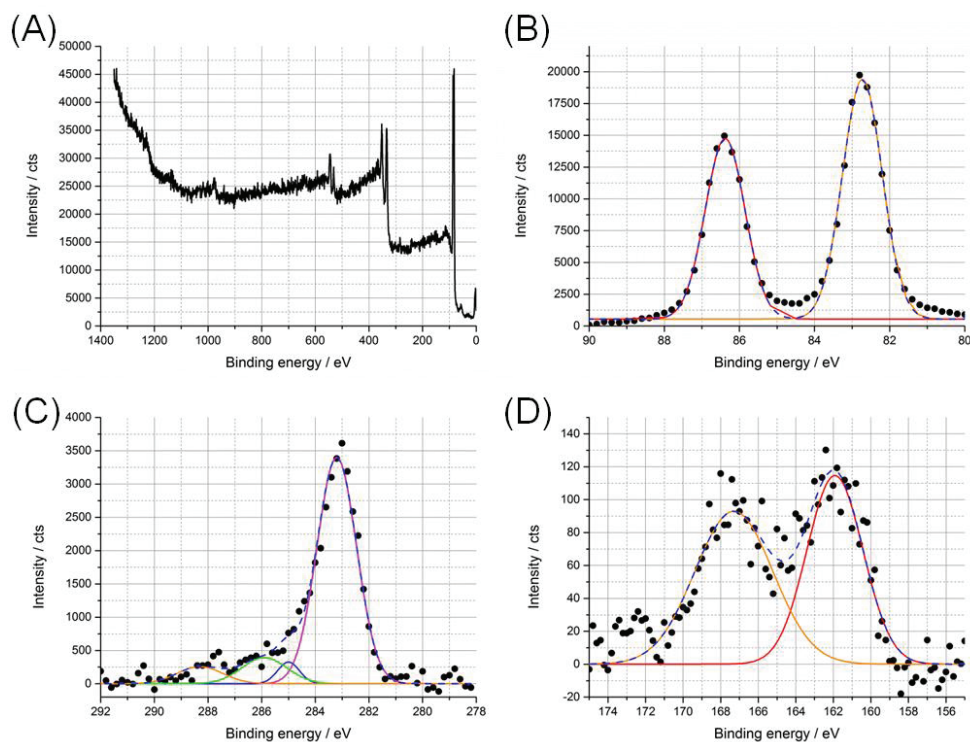 (A)
50000
45000
40000
35000
30000
25000
20000
15000
10000
5000
0
Intensity / cts
1400 1200 1000 800 600 400 200 0
Binding energy / eV
(B)
20000
17500
15000
12500
10000
7500
5000
2500
0
Intensity / cts
90 88 86 84 82 80
Binding energy / eV
(C)
4000
3500
3000
2500
2000
1500
1000
500
0
Intensity / cts
292 290 288 286 284 282 280 278
Binding energy / eV
(D)
140
120
100
80
60
40
20
0
-20
Intensity / cts
174 172 170 168 166 164 162 160 158 156
Binding energy / eV